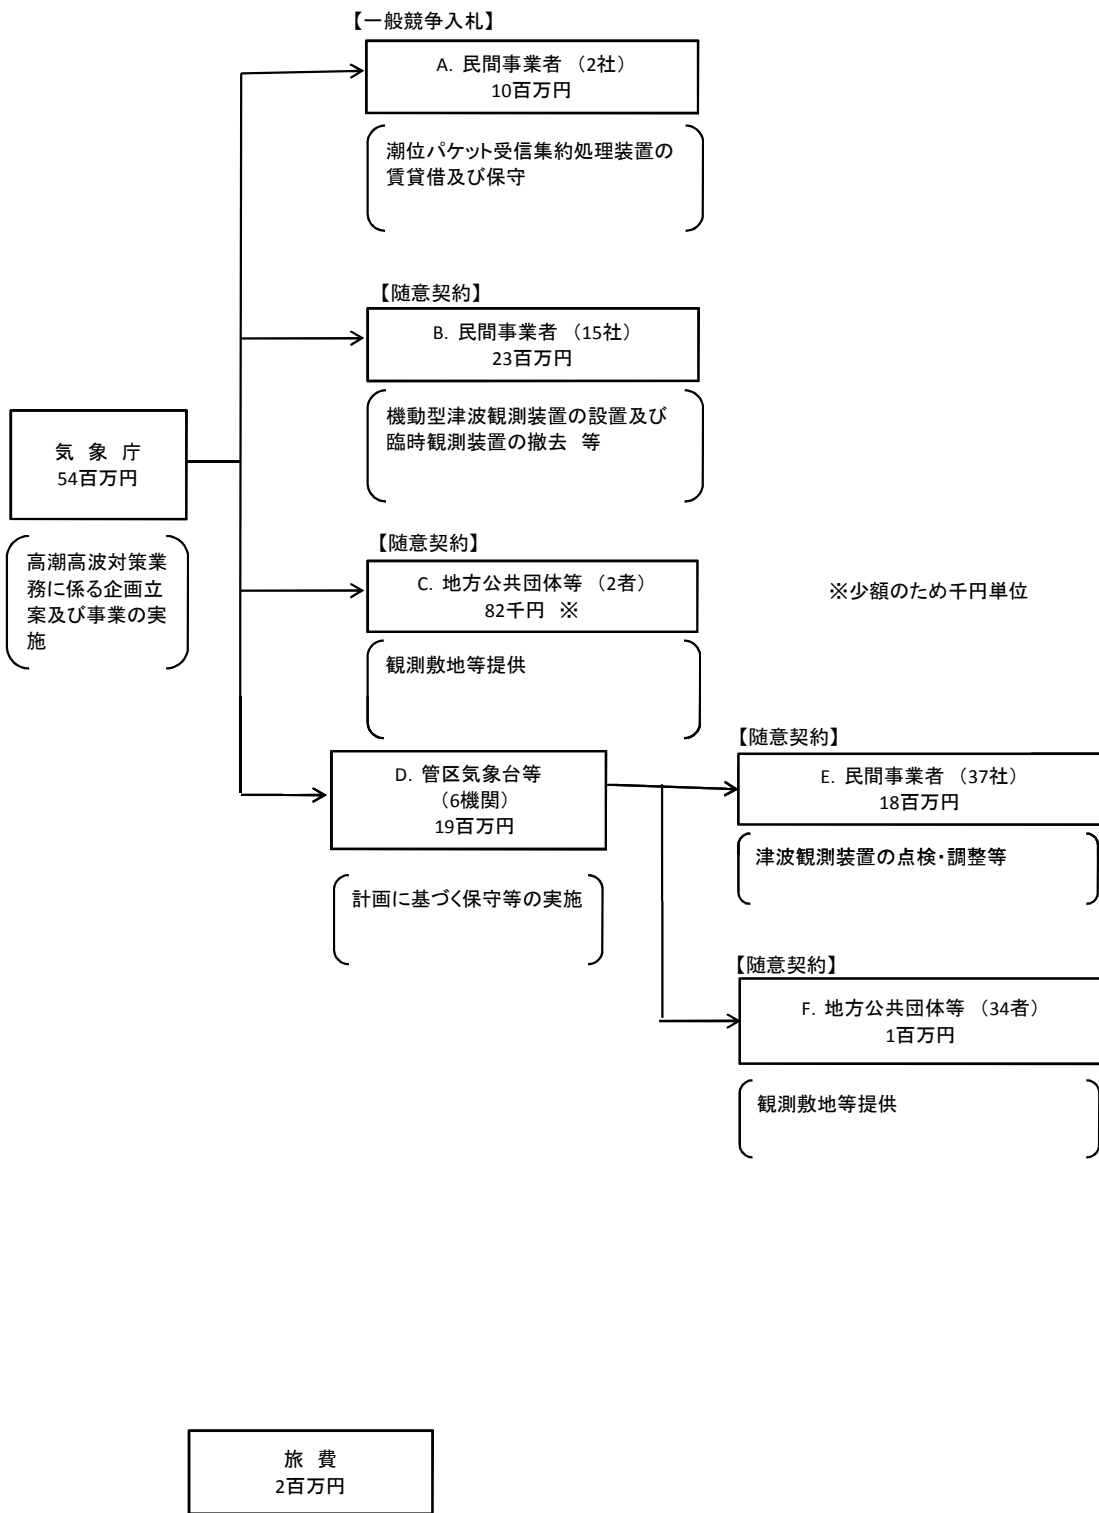 【一般競争入札】
A. 民間事業者 （2社）
10百万円
潮位パケット受信集約処理装置の
賃貸借及び保守
【随意契約】
B. 民間事業者 （15社）
23百万円
機動型津波観測装置の設置及び
臨時観測装置の撤去 等
気 象 庁
54百万円
高潮高波対策業
務に係る企画立
案及び事業の実
施
【随意契約】
C. 地方公共団体等 （2者）
82千円 ※
※少額のため千円単位
観測敷地等提供
D. 管区気象台等
（6機関）
19百万円
計画に基づく保守等の実施
【随意契約】
E. 民間事業者 （37社）
18百万円
津波観測装置の点検・調整等
【随意契約】
F. 地方公共団体等 （34者）
1百万円
観測敷地等提供
旅 費
2百万円